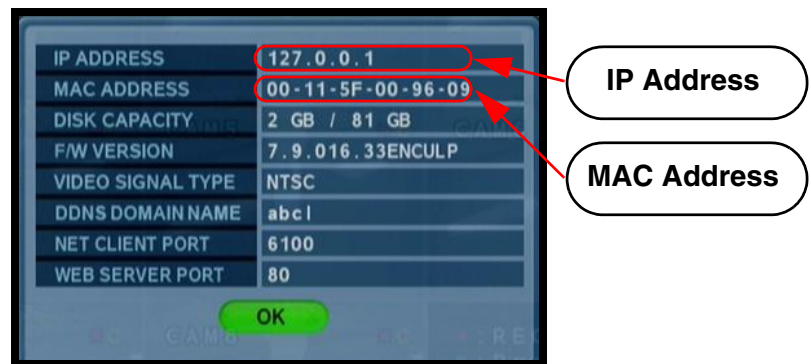 IP ADDRESS 127.0.0.1
MAC ADDRESS 00-11-5F-00-96-09
DISK CAPACITY 2 GB / 81 GB
F/W VERSION 7.9.016.33ENCULP
VIDEO SIGNAL TYPE NTSC
DDNS DOMAIN NAME abcl
NET CLIENT PORT 6100
WEB SERVER PORT 80
OK
IP Address
MAC Address